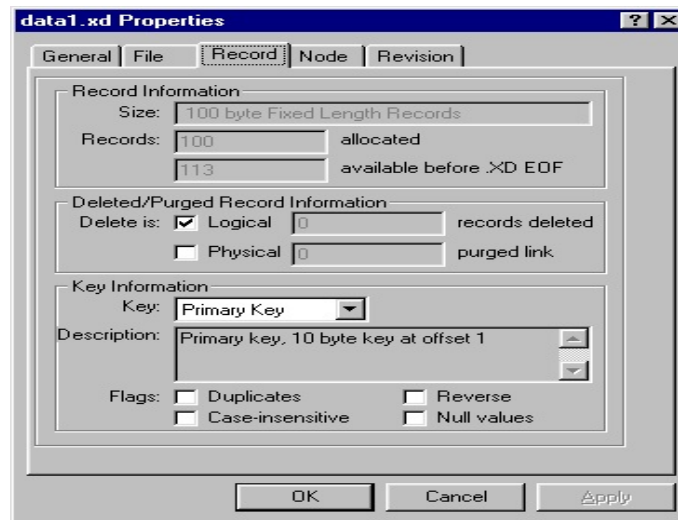 data1.xd Properties
General File Record Node Revision
Record Information
Size: 100 byte Fixed Length Records
Records: 100 allocated
113 available before .XD EOF
Deleted/Purged Record Information
Delete is: Logical 0 records deleted
Physical 0 purged link
Key Information
Key: Primary Key
Description: Primary key, 10 byte key at offset 1
Flags: Duplicates Reverse
Case-insensitive Null values
OK Cancel Apply